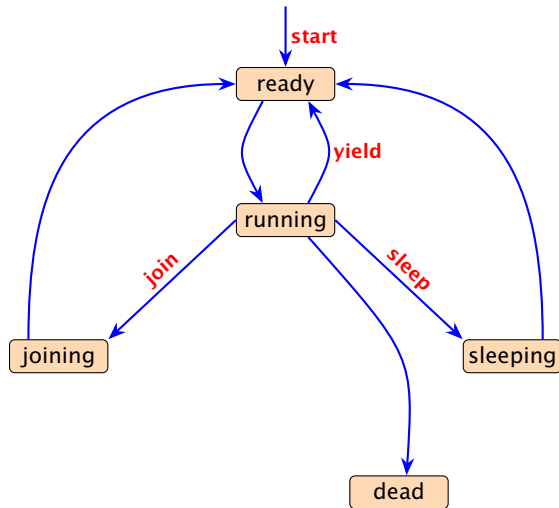 start
ready
yield
running
join
sleep
joining
sleeping
dead